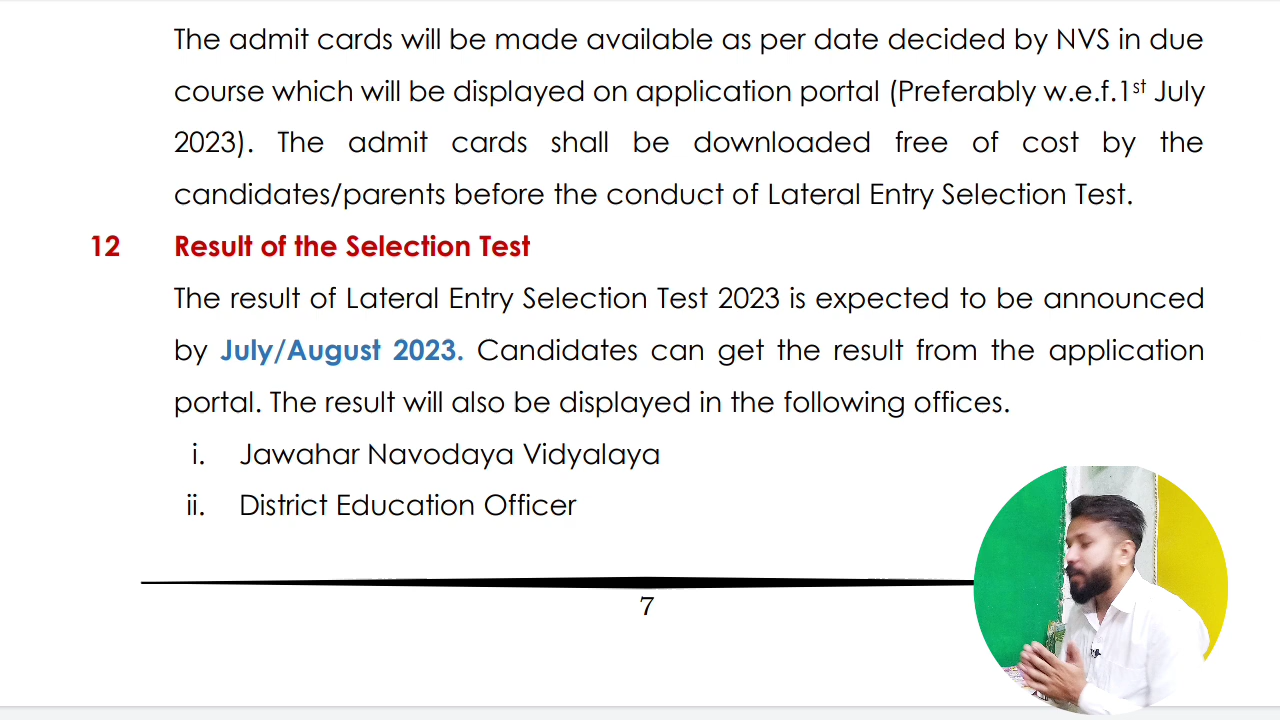 The admit cards will be made available as per date decided by NVS in due
course which will be displayed on application portal (Preferably w.e.f.1st July
2023). The admit cards shall be downloaded free of cost by the
candidates/parents before the conduct of Lateral Entry Selection Test.
12 Result of the Selection Test
The result of Lateral Entry Selection Test 2023 is expected to be announced
by July/August 2023. Candidates can get the result from the application
portal. The result will also be displayed in the following offices.
i. Jawahar Navodaya Vidyalaya
ii. District Education Officer
7